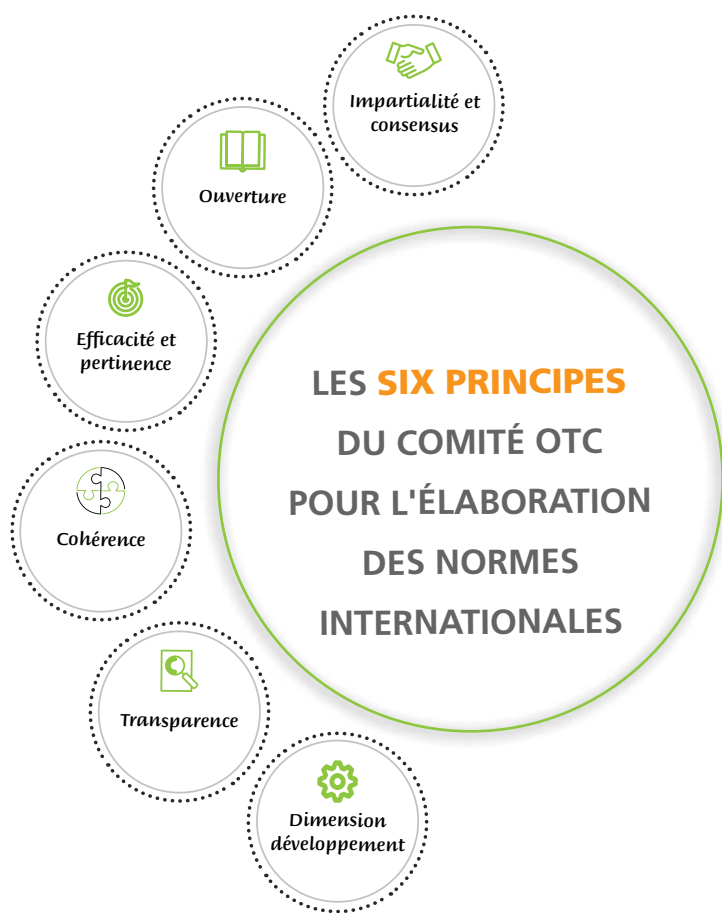 Impartialité et
consensus
Ouverture
Efficacité et
pertinence
Cohérence
Transparence
Dimension
développement
LES SIX PRINCIPES
DU COMITÉ OTC
POUR L'ÉLABORATION
DES NORMES
INTERNATIONALES